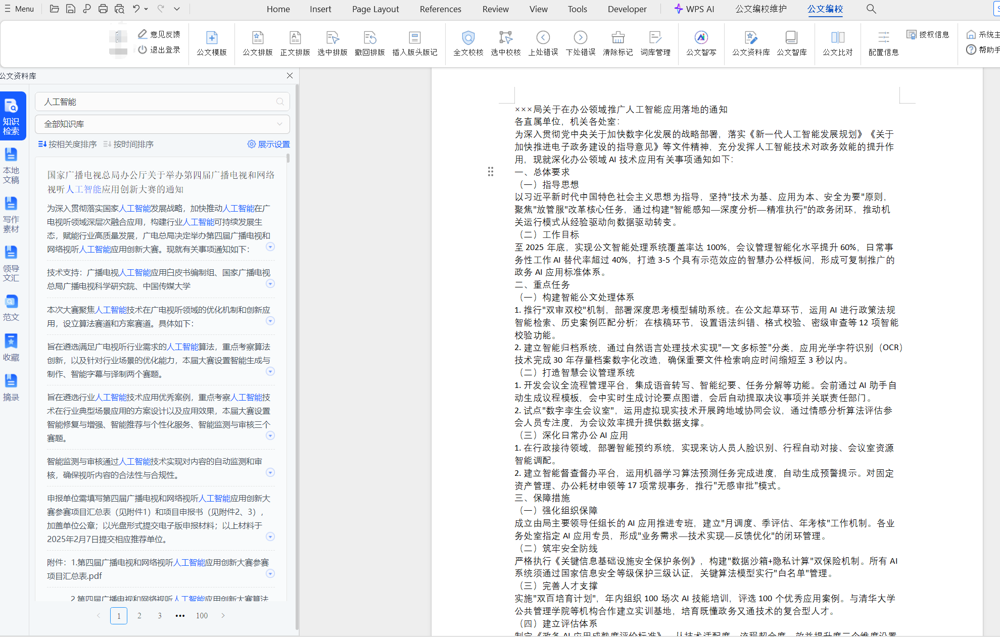 Menu
Home Insert Page Layout References Review View Tools Developer WPS AI 公文编校维护 公文编校
意见反馈
退出登录
公文模版 公文排版 正文排版 选中排版 撤回排版 插入版头版记 全文校核 选中校核 上处错误 下处错误 清除标记 词库管理 公文智写 公文资料库 公文智库 公文比对 配置信息
授权信息
系统主
帮助手
公文资料库
知识
检索
本地
文稿
写作
素材
领导
文汇
范文
收藏
摘录
人工智能
全部知识库
按相关度排序 按时间排序 展示设置
国家广播电视总局办公厅关于举办第四届广播电视和网络
视听人工智能应用创新大赛的通知
为深入贯彻落实国家人工智能发展战略，加快推动人工智能在广
电视听领域深层次融合应用，构建行业人工智能可持续发展生
态，赋能行业高质量发展，广电总局决定举办第四届广播电视和
网络视听人工智能应用创新大赛。现就有关事项通知如下：
技术支持：广播电视人工智能应用白皮书编制组、国家广播电视
总局广播电视科学研究院、中国传媒大学
本次大赛聚焦人工智能技术在广电视听领域的优化机制和创新应
用，设立算法赛道和方案赛道。具体如下：
旨在遴选满足广电视听行业需求的人工智能算法，重点考察算法
创新，以及针对行业场景的优化能力，本届大赛设置智能生成与
制作、智能字幕与译制两个赛题。
旨在遴选行业人工智能技术应用优秀案例，重点考察人工智能技
术在行业典型场景应用的方案设计以及应用效果，本届大赛设置
智能修复与增强、智能推荐与个性化服务、智能监测与审核三个
赛题。
智能监测与审核通过人工智能技术实现对内容的自动监测和审
核，确保视听内容的合法性与合规性。
申报单位需填写第四届广播电视和网络视听人工智能应用创新大
赛参赛项目汇总表（见附件1）和项目申报书（见附件2、3），
加盖单位公章；以光盘形式提交电子版申报材料；以上材料于
2025年2月7日提交相应推荐单位。
附件：1.第四届广播电视和网络视听人工智能应用创新大赛参赛
项目汇总表.pdf
2.第四届广播电视和网络视听人工智能应用创新大赛算法
1 2 3 ••• 100
×××局关于在办公领域推广人工智能应用落地的通知
各直属单位，机关各处室：
为深入贯彻党中央关于加快数字化发展的战略部署，落实《新一代人工智能发展规划》《关于
加快推进电子政务建设的指导意见》等文件精神，充分发挥人工智能技术对政务效能的提升作
用，现就深化办公领域 AI 技术应用有关事项通知如下：
一、总体要求
（一）指导思想
以习近平新时代中国特色社会主义思想为指导，坚持"技术为基、应用为本、安全为要"原则，
聚焦"放管服"改革核心任务，通过构建"智能感知—深度分析—精准执行"的政务闭环，推动机
关运行模式从经验驱动向数据驱动转变。
（二）工作目标
至 2025 年底，实现公文智能处理系统覆盖率达 100%，会议管理智能化水平提升 60%，日常事
务性工作 AI 替代率超过 40%，打造 3-5 个具有示范效应的智慧办公样板间，形成可复制推广的
政务 AI 应用标准体系。
二、重点任务
（一）构建智能公文处理体系
1. 推行"双审双校"机制，部署深度思考模型辅助系统。在公文起草环节，运用 AI 进行政策法规
智能检索、历史案例匹配分析；在核稿环节，设置语法纠错、格式校验、密级审查等 12 项智能
校验功能。
2. 建立智能归档系统，通过自然语言处理技术实现"一文多标签"分类，应用光学字符识别（OCR）
技术完成 30 年存量档案数字化改造，确保重要文件检索响应时间缩短至 3 秒以内。
（二）打造智慧会议管理系统
1. 开发会议全流程管理平台，集成语音转写、智能纪要、任务分解等功能。会前通过 AI 助手自
动生成议程模板，会中实时生成讨论要点图谱，会后自动提取决议事项并关联责任部门。
2. 试点"数字孪生会议室"，运用虚拟现实技术开展跨地域协同会议，通过情感分析算法评估参
会人员专注度，为会议效率提升提供数据支撑。
（三）深化日常办公 AI 应用
1. 在行政接待领域，部署智能预约系统，实现来访人员人脸识别、行程自动对接、会议室资源
智能调配。
2. 建立智能督查督办平台，运用机器学习算法预测任务完成进度，自动生成预警提示。对固定
资产管理、办公耗材申领等 17 项常规事务，推行"无感审批"模式。
三、保障措施
（一）强化组织保障
成立由局主要领导任组长的 AI 应用推进专班，建立"月调度、季评估、年考核"工作机制。各业
务处室指定 AI 应用专员，形成"业务需求—技术实现—反馈优化"的闭环管理。
（二）筑牢安全防线
严格执行《关键信息基础设施安全保护条例》，构建"数据沙箱+隐私计算"双保险机制。所有 AI
系统须通过国家信息安全等级保护三级认证，关键算法模型实行"白名单"管理。
（三）完善人才支撑
实施"双百培育计划"，年内组织 100 场次 AI 技能培训，评选 100 个优秀应用案例。与清华大学
公共管理学院等机构合作建立实训基地，培育既懂政务又通技术的复合型人才。
（四）建立评估体系
制定《政务 AI 应用成熟度评价标准》，从技术适配度、流程契合度、效益提升度三个维度设置